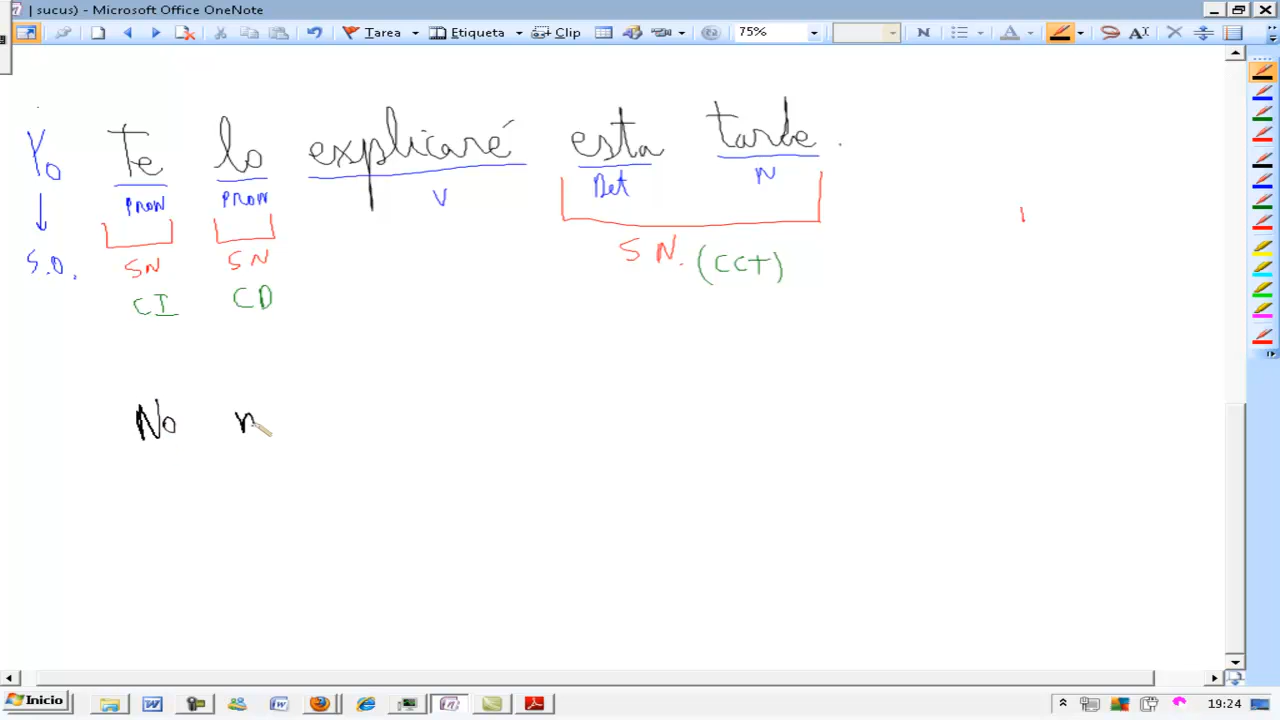 | sucus) - Microsoft Office OneNote
Tarea Etiqueta Clip 75% N
Yo Te lo explicaré esta tarde.
PRON PRON V Det N
S.O. SN SN S N. (CCT)
CI CD
No n
Inicio 19:24